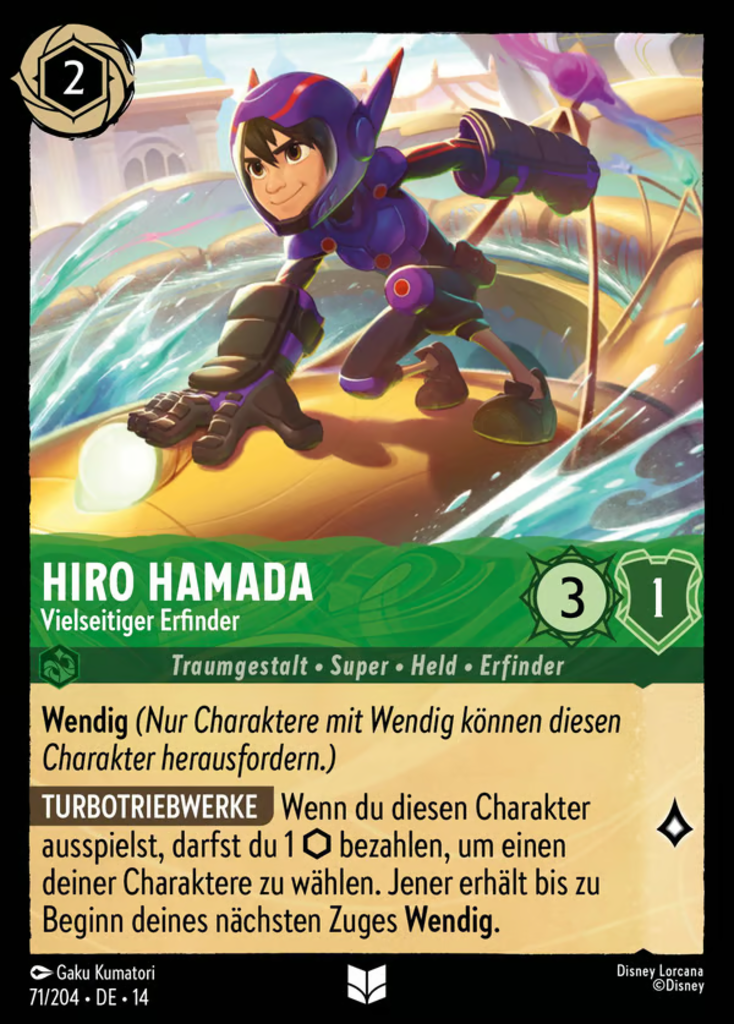 2
HIRO HAMADA
Vielseitiger Erfinder
3
1
Traumgestalt • Super • Held • Erfinder
Wendig (Nur Charaktere mit Wendig können diesen
Charakter herausfordern.)
TURBOTRIEBWERKE Wenn du diesen Charakter
ausspielst, darfst du 1 ⬡ bezahlen, um einen
deiner Charaktere zu wählen. Jener erhält bis zu
Beginn deines nächsten Zuges Wendig.
Gaku Kumatori
71/204 • DE • 14
Disney Lorcana
©Disney